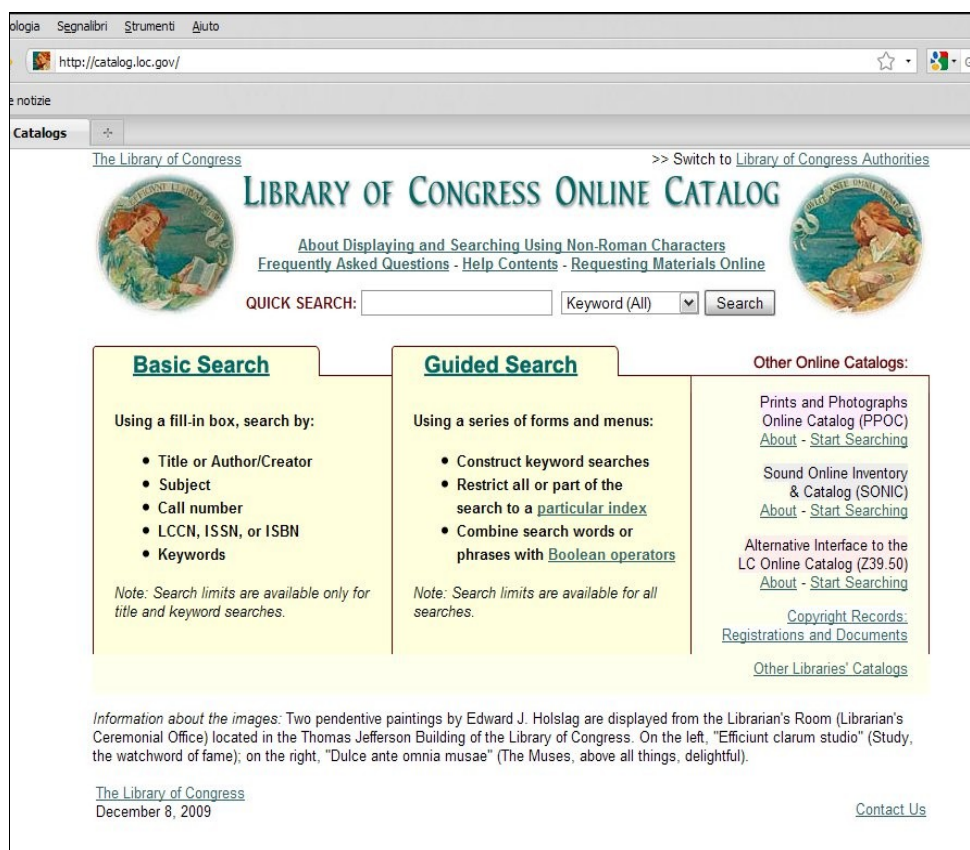 ologia Segnalibri Strumenti Aiuto
http://catalog.loc.gov/
G
e notizie
Catalogs
The Library of Congress >> Switch to Library of Congress Authorities
LIBRARY OF CONGRESS ONLINE CATALOG
About Displaying and Searching Using Non-Roman Characters
Frequently Asked Questions - Help Contents - Requesting Materials Online
QUICK SEARCH: Keyword (All) Search
Basic Search
Using a fill-in box, search by:
• Title or Author/Creator
• Subject
• Call number
• LCCN, ISSN, or ISBN
• Keywords
Note: Search limits are available only for
title and keyword searches.
Guided Search
Using a series of forms and menus:
• Construct keyword searches
• Restrict all or part of the
search to a particular index
• Combine search words or
phrases with Boolean operators
Note: Search limits are available for all
searches.
Other Online Catalogs:
Prints and Photographs
Online Catalog (PPOC)
About - Start Searching
Sound Online Inventory
& Catalog (SONIC)
About - Start Searching
Alternative Interface to the
LC Online Catalog (Z39.50)
About - Start Searching
Copyright Records:
Registrations and Documents
Other Libraries' Catalogs
Information about the images: Two pendentive paintings by Edward J. Holslag are displayed from the Librarian's Room (Librarian's
Ceremonial Office) located in the Thomas Jefferson Building of the Library of Congress. On the left, "Efficiunt clarum studio" (Study,
the watchword of fame); on the right, "Dulce ante omnia musae" (The Muses, above all things, delightful).
The Library of Congress
December 8, 2009
Contact Us